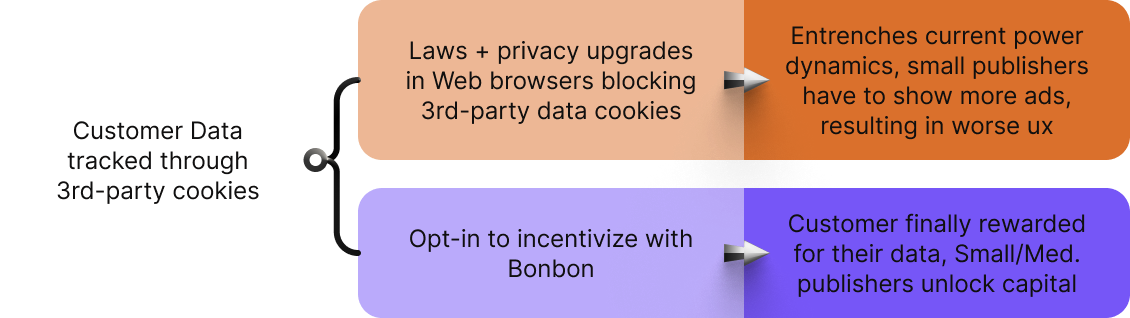 Customer Data
tracked through
3rd-party cookies
Laws + privacy upgrades
in Web browsers blocking
3rd-party data cookies
Entrenches current power
dynamics, small publishers
have to show more ads,
resulting in worse ux
Opt-in to incentivize with
Bonbon
Customer finally rewarded
for their data, Small/Med.
publishers unlock capital